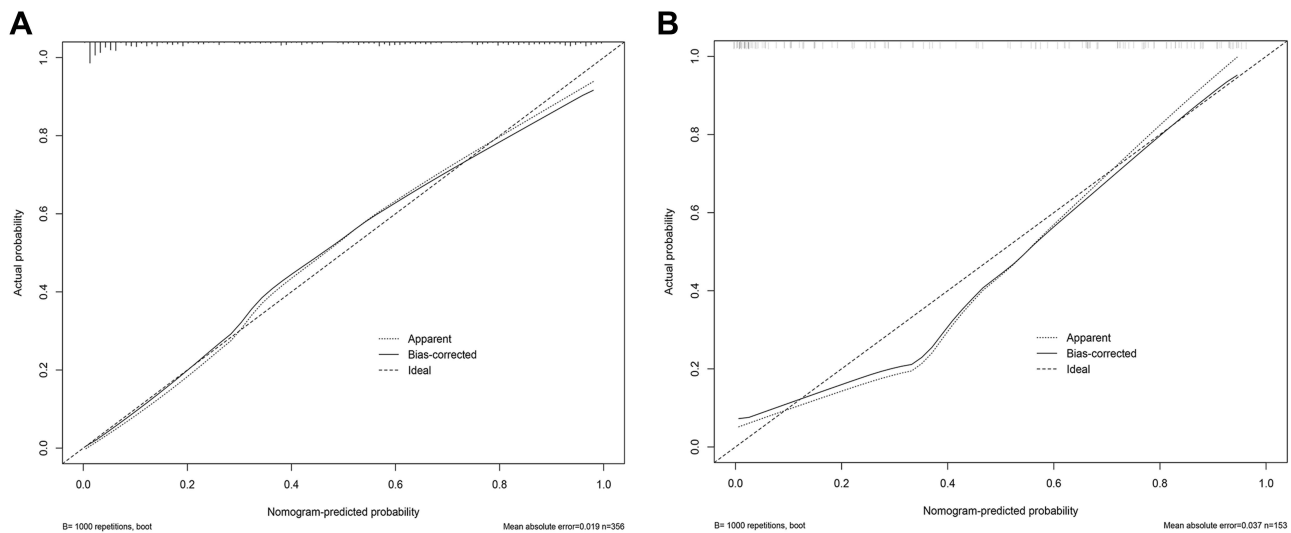 A
1.0
0.8
0.6
0.4
0.2
0.0
Actual probability
Apparent
Bias-corrected
Ideal
0.0 0.2 0.4 0.6 0.8 1.0
Nomogram-predicted probability
B= 1000 repetitions, boot
Mean absolute error=0.019 n=356
B
1.0
0.8
0.6
0.4
0.2
0.0
Actual probability
Apparent
Bias-corrected
Ideal
0.0 0.2 0.4 0.6 0.8 1.0
Nomogram-predicted probability
B= 1000 repetitions, boot
Mean absolute error=0.037 n=153